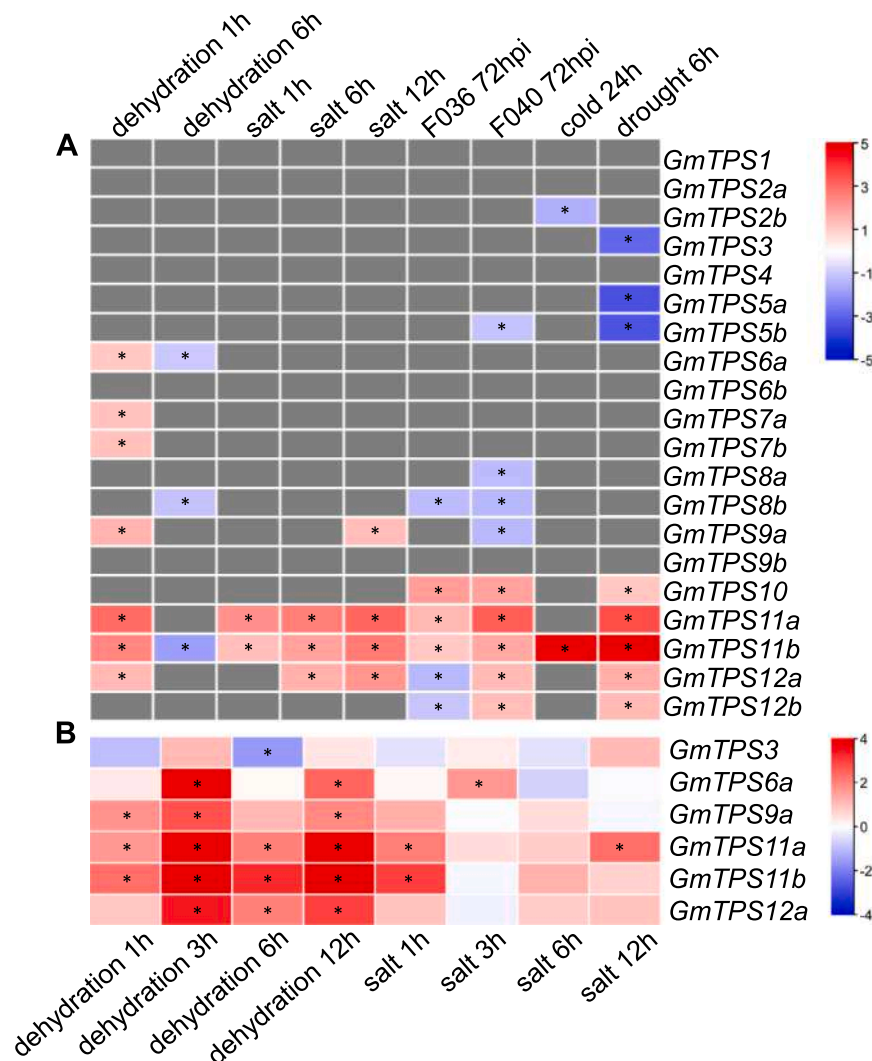 dehydration 1h
dehydration 6h
salt 1h
salt 6h
salt 12h
F036 72hpi
F040 72hpi
cold 24h
drought 6h
A
GmTPS1
GmTPS2a
GmTPS2b
* 
GmTPS3
*
GmTPS4
GmTPS5a
*
GmTPS5b
* *
GmTPS6a
* *
GmTPS6b
GmTPS7a
*
GmTPS7b
*
GmTPS8a
*
GmTPS8b
* * *
GmTPS9a
* * *
GmTPS9b
GmTPS10
* * *
GmTPS11a
* * * * * * *
GmTPS11b
* * * * * * * * *
GmTPS12a
* * * * * *
GmTPS12b
* * *
5
3
1
-1
-3
-5
B
GmTPS3
*
GmTPS6a
* * *
GmTPS9a
* * *
GmTPS11a
* * * * * *
GmTPS11b
* * * * *
GmTPS12a
* * *
4
2
0
-2
-4
dehydration 1h
dehydration 3h
dehydration 6h
dehydration 12h
salt 1h
salt 3h
salt 6h
salt 12h